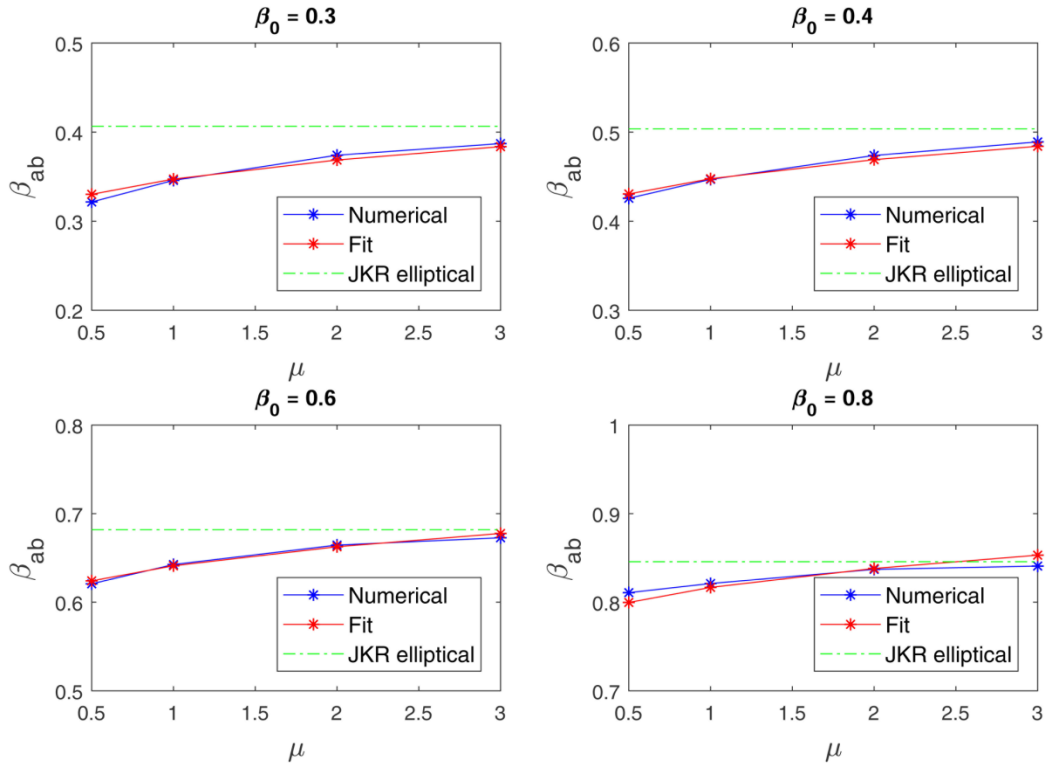 β0 = 0.3
0.5
0.4
0.3
0.2
βab
Numerical
Fit
JKR elliptical
0.5 1 1.5 2 2.5 3
μ
β0 = 0.4
0.6
0.5
0.4
0.3
βab
Numerical
Fit
JKR elliptical
0.5 1 1.5 2 2.5 3
μ
β0 = 0.6
0.8
0.7
0.6
0.5
βab
Numerical
Fit
JKR elliptical
0.5 1 1.5 2 2.5 3
μ
β0 = 0.8
1
0.9
0.8
0.7
βab
Numerical
Fit
JKR elliptical
0.5 1 1.5 2 2.5 3
μ